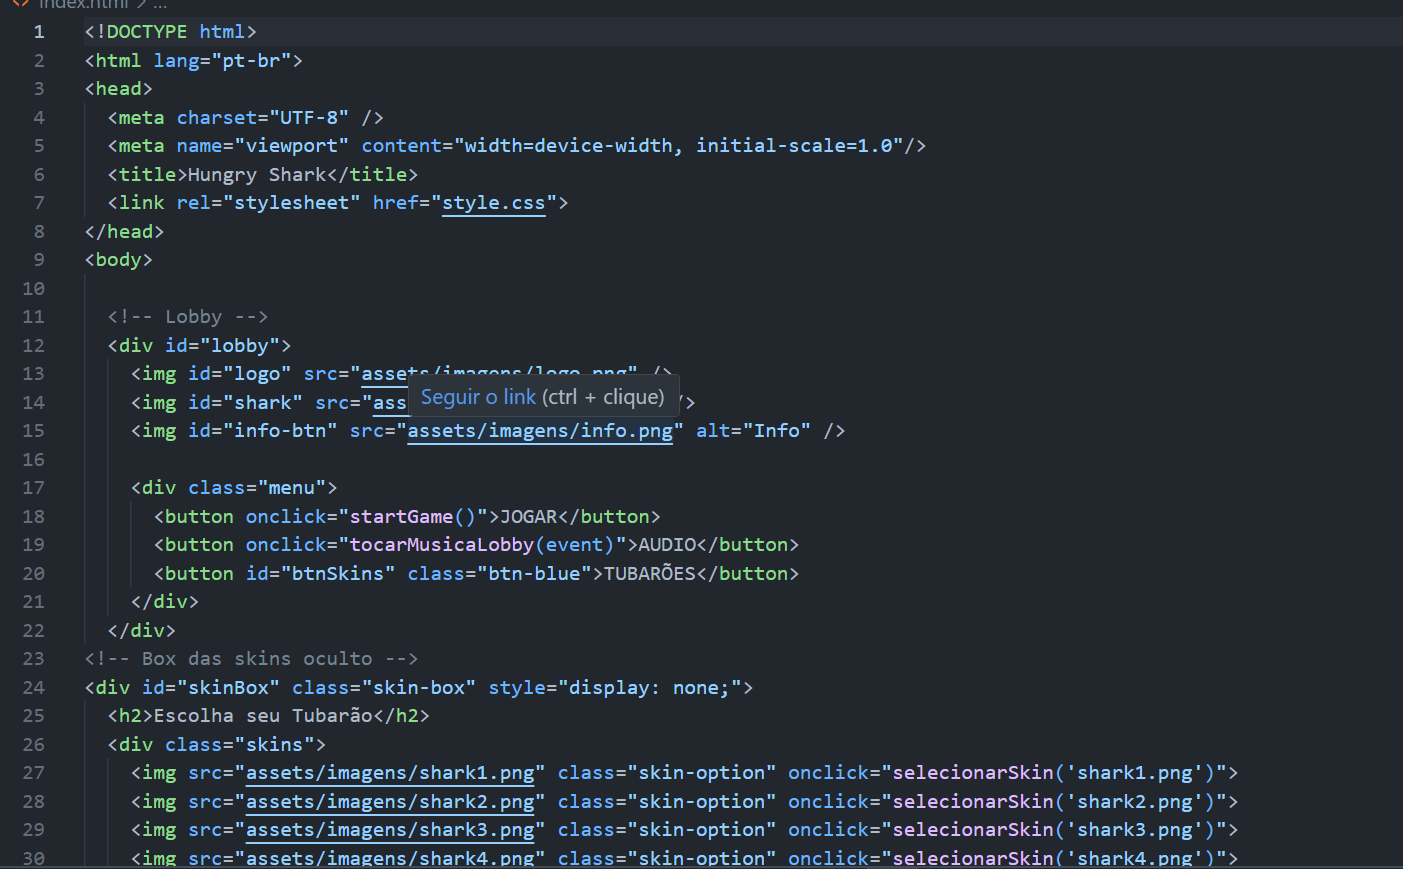 index.html > ...
1 <!DOCTYPE html>
2 <html lang="pt-br">
3 <head>
4 <meta charset="UTF-8" />
5 <meta name="viewport" content="width=device-width, initial-scale=1.0"/>
6 <title>Hungry Shark</title>
7 <link rel="stylesheet" href="style.css">
8 </head>
9 <body>
10
11 <!-- Lobby -->
12 <div id="lobby">
13 <img id="logo" src="assets/imagens/logo.png" />
14 <img id="shark" src="ass />
Seguir o link (ctrl + clique)
15 <img id="info-btn" src="assets/imagens/info.png" alt="Info" />
16
17 <div class="menu">
18 <button onclick="startGame()">JOGAR</button>
19 <button onclick="tocarMusicaLobby(event)">AUDIO</button>
20 <button id="btnSkins" class="btn-blue">TUBARÕES</button>
21 </div>
22 </div>
23 <!-- Box das skins oculto -->
24 <div id="skinBox" class="skin-box" style="display: none;">
25 <h2>Escolha seu Tubarão</h2>
26 <div class="skins">
27 <img src="assets/imagens/shark1.png" class="skin-option" onclick="selecionarSkin('shark1.png')">
28 <img src="assets/imagens/shark2.png" class="skin-option" onclick="selecionarSkin('shark2.png')">
29 <img src="assets/imagens/shark3.png" class="skin-option" onclick="selecionarSkin('shark3.png')">
30 <img src="assets/imagens/shark4.png" class="skin-option" onclick="selecionarSkin('shark4.png')">